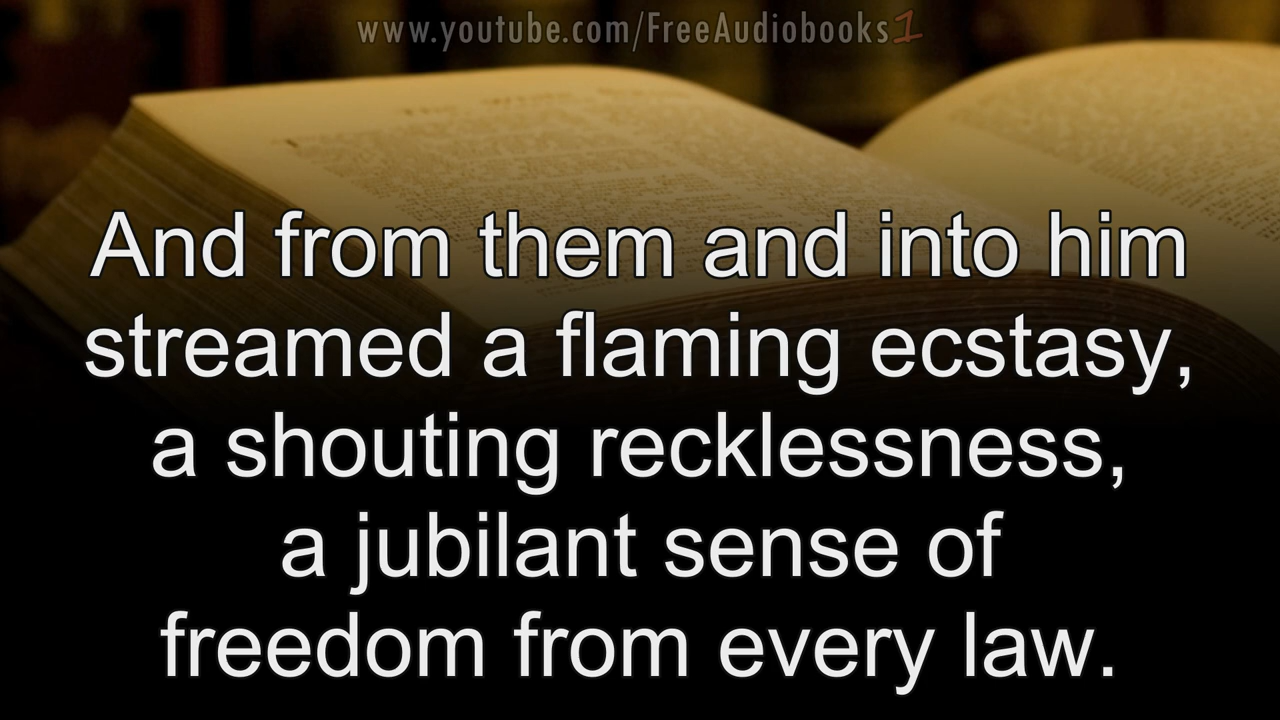 www.youtube.com/FreeAudiobooks1
And from them and into him
streamed a flaming ecstasy,
a shouting recklessness,
a jubilant sense of
freedom from every law.